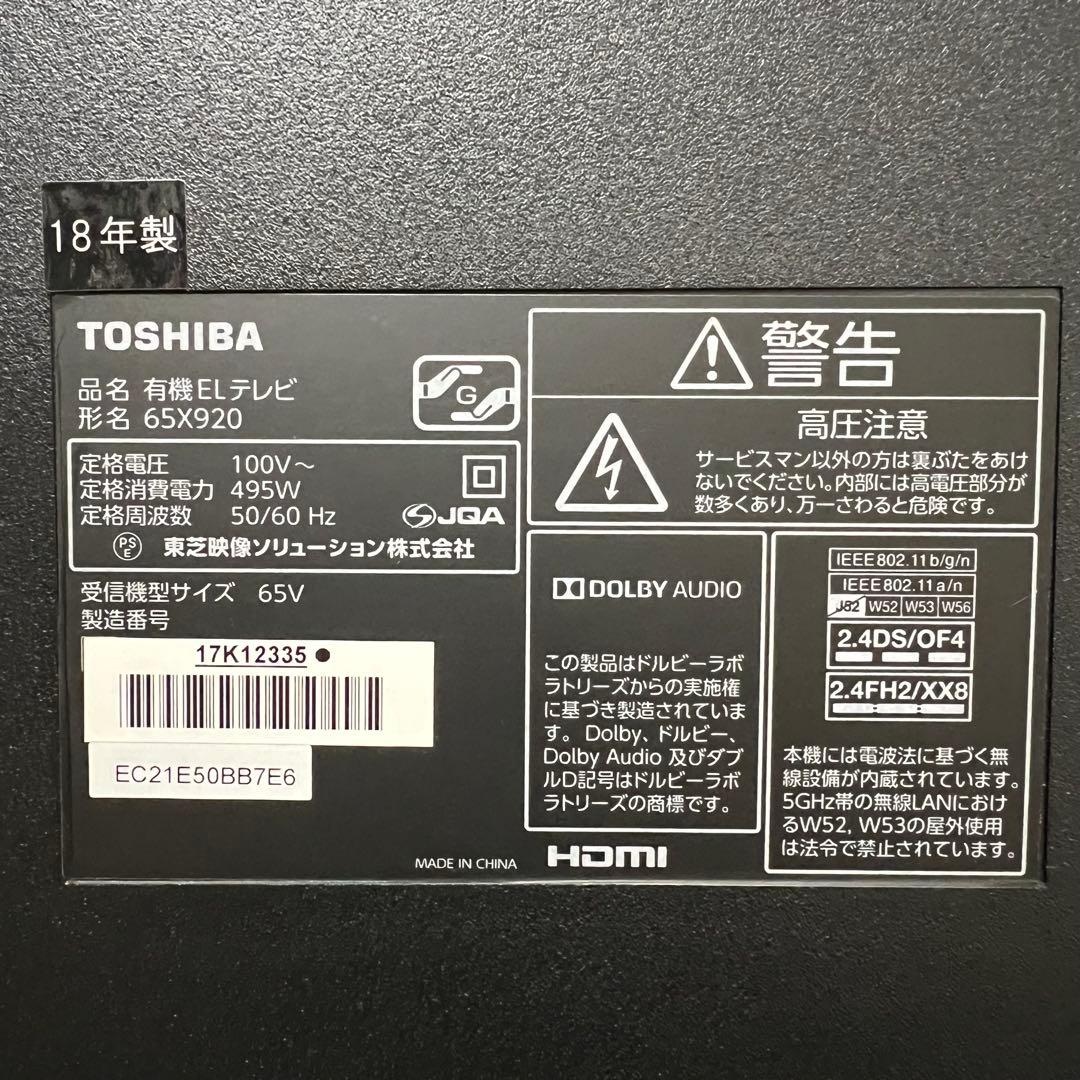 18年製
TOSHIBA
品名 有機ELテレビ
形名 65X920
G
定格電圧 100V～
定格消費電力 495W
定格周波数 50/60 Hz
JQA
PSE 東芝映像ソリューション株式会社
受信機型サイズ 65V
製造番号
17K12335●
EC21E50BB7E6
MADE IN CHINA
警告
高圧注意
サービスマン以外の方は裏ぶたをあけ
ないでください。内部には高電圧部分が
数多くあり、万一さわると危険です。
DOLBY AUDIO
この製品はドルビーラボ
ラトリーズからの実施権
に基づき製造されていま
す。Dolby、ドルビー、
Dolby Audio 及びダブ
ルD記号はドルビーラボ
ラトリーズの商標です。
HDMI
IEEE802.11b/g/n
IEEE802.11a/n
J52 W52 W53 W56
2.4DS/OF4
2.4FH2/XX8
本機には電波法に基づく無
線設備が内蔵されています。
5GHz帯の無線LANにおけ
るW52, W53の屋外使用
は法令で禁止されています。